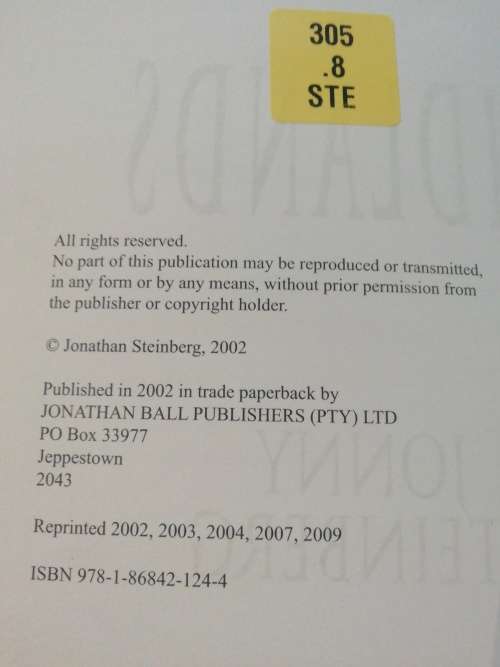 305
.8
STE
All rights reserved.
No part of this publication may be reproduced or transmitted,
in any form or by any means, without prior permission from
the publisher or copyright holder.
© Jonathan Steinberg, 2002
Published in 2002 in trade paperback by
JONATHAN BALL PUBLISHERS (PTY) LTD
PO Box 33977
Jeppestown
2043
Reprinted 2002, 2003, 2004, 2007, 2009
ISBN 978-1-86842-124-4